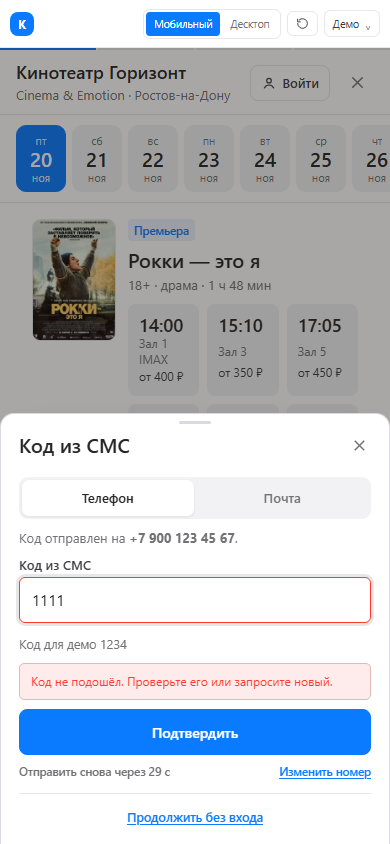 K
Мобильный Десктоп Демо
Кинотеатр Горизонт
Cinema & Emotion · Ростов-на-Дону
Войти
пт сб вс пн вт ср чт
20 21 22 23 24 25 26
ноя ноя ноя ноя ноя ноя ноя
Премьера
Рокки — это я
18+ · драма · 1 ч 48 мин
РОККИ-
ЭТО Я
14:00 15:10 17:05
Зал 1 Зал 3 Зал 5
IMAX
от 400 ₽ от 350 ₽ от 450 ₽
Код из СМС
Телефон Почта
Код отправлен на +7 900 123 45 67.
Код из СМС
1111
Код для демо 1234
Код не подошёл. Проверьте его или запросите новый.
Подтвердить
Отправить снова через 29 с Изменить номер
Продолжить без входа